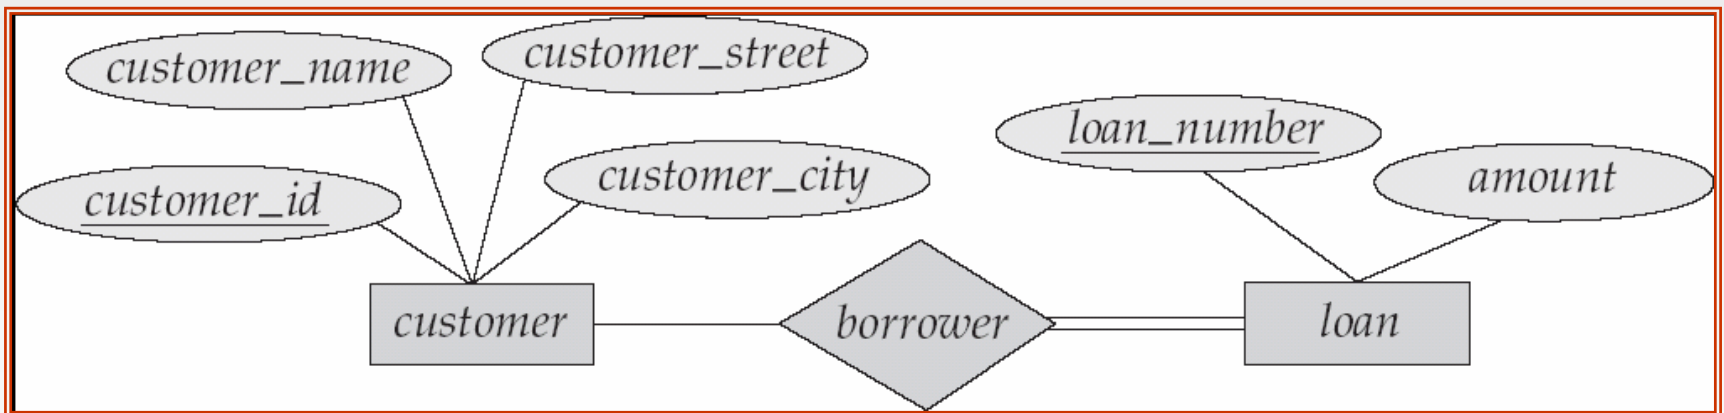 customer_name
customer_street
loan_number
customer_id
customer_city
amount
customer
borrower
loan